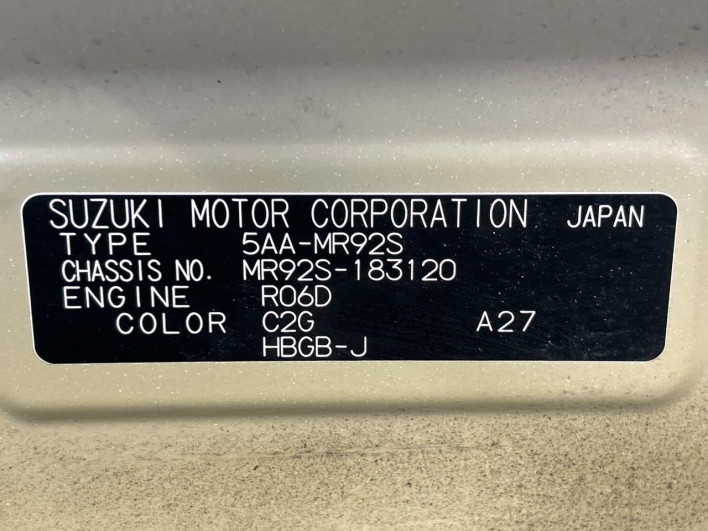 SUZUKI MOTOR CORPORATION JAPAN
TYPE 5AA-MR92S
CHASSIS NO. MR92S-183120
ENGINE R06D
COLOR C2G A27
HBGB-J